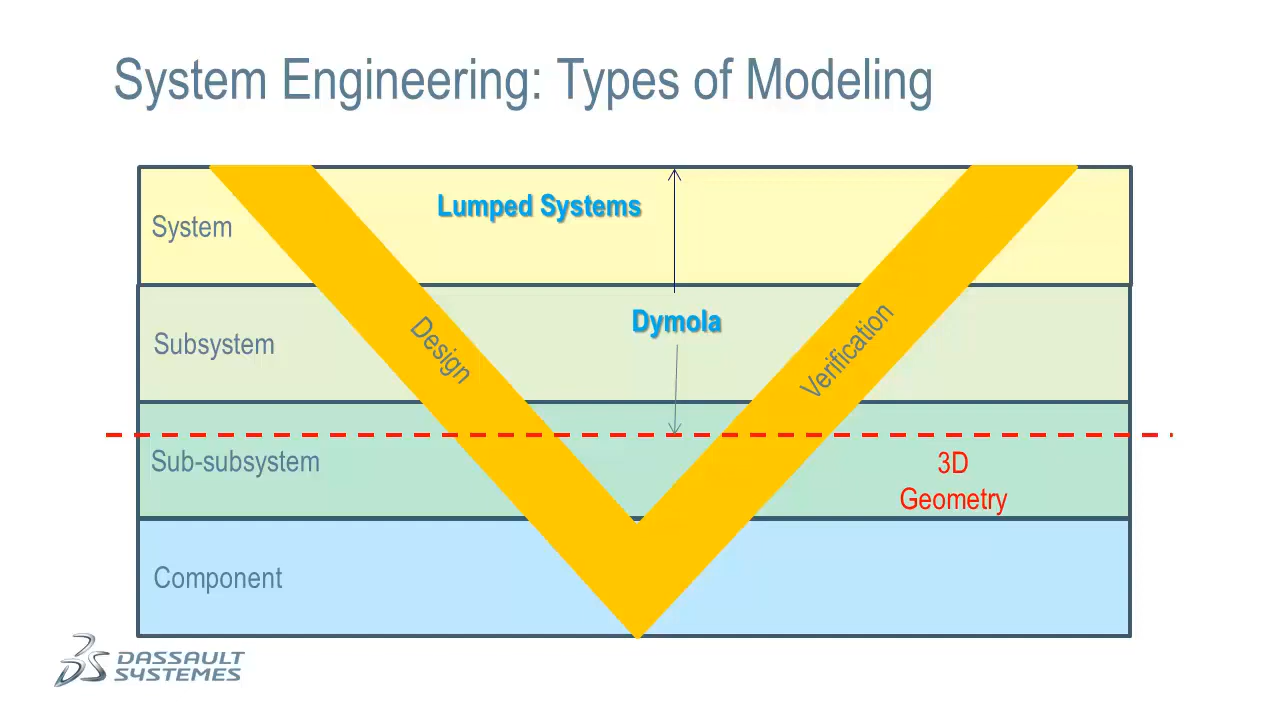 System Engineering: Types of Modeling
Lumped Systems
System
Dymola
Subsystem
Design
Verification
Sub-subsystem
3D
Geometry
Component
DASSAULT
SYSTEMES